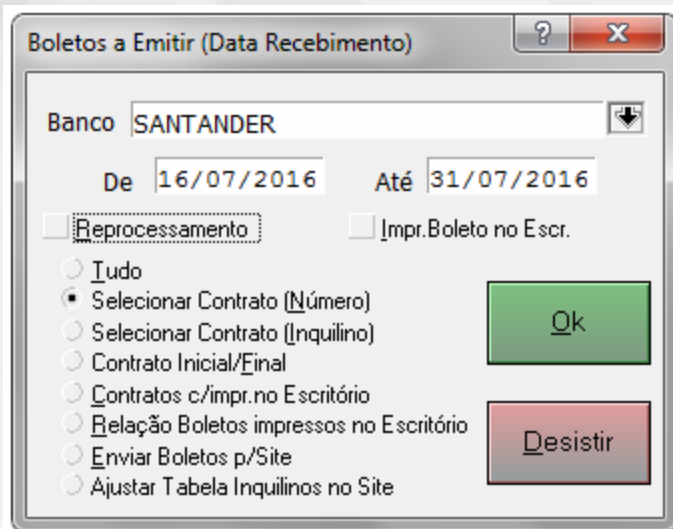 Boletos a Emitir (Data Recebimento) ? X
Banco SANTANDER
De 16/07/2016 Até 31/07/2016
Reprocessamento Impr.Boleto no Escr.
Tudo
Selecionar Contrato (Número)
Selecionar Contrato (Inquilino)
Contrato Inicial/Final
Contratos c/impr.no Escritório
Relação Boletos impressos no Escritório
Enviar Boletos p/Site
Ajustar Tabela Inquilinos no Site
Ok
Desistir